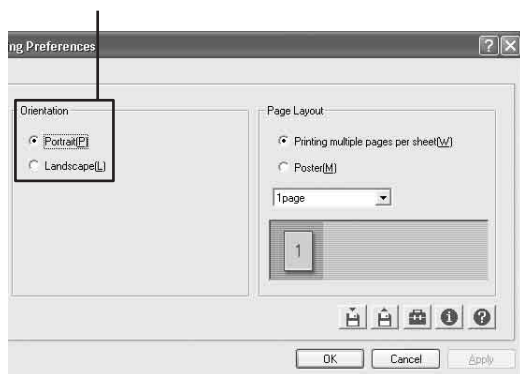 ng Preferences
Orientation
Portrait[P]
Landscape[L]
Page Layout
Printing multiple pages per sheet[W]
Poster[M]
1page
1
OK
Cancel
Apply